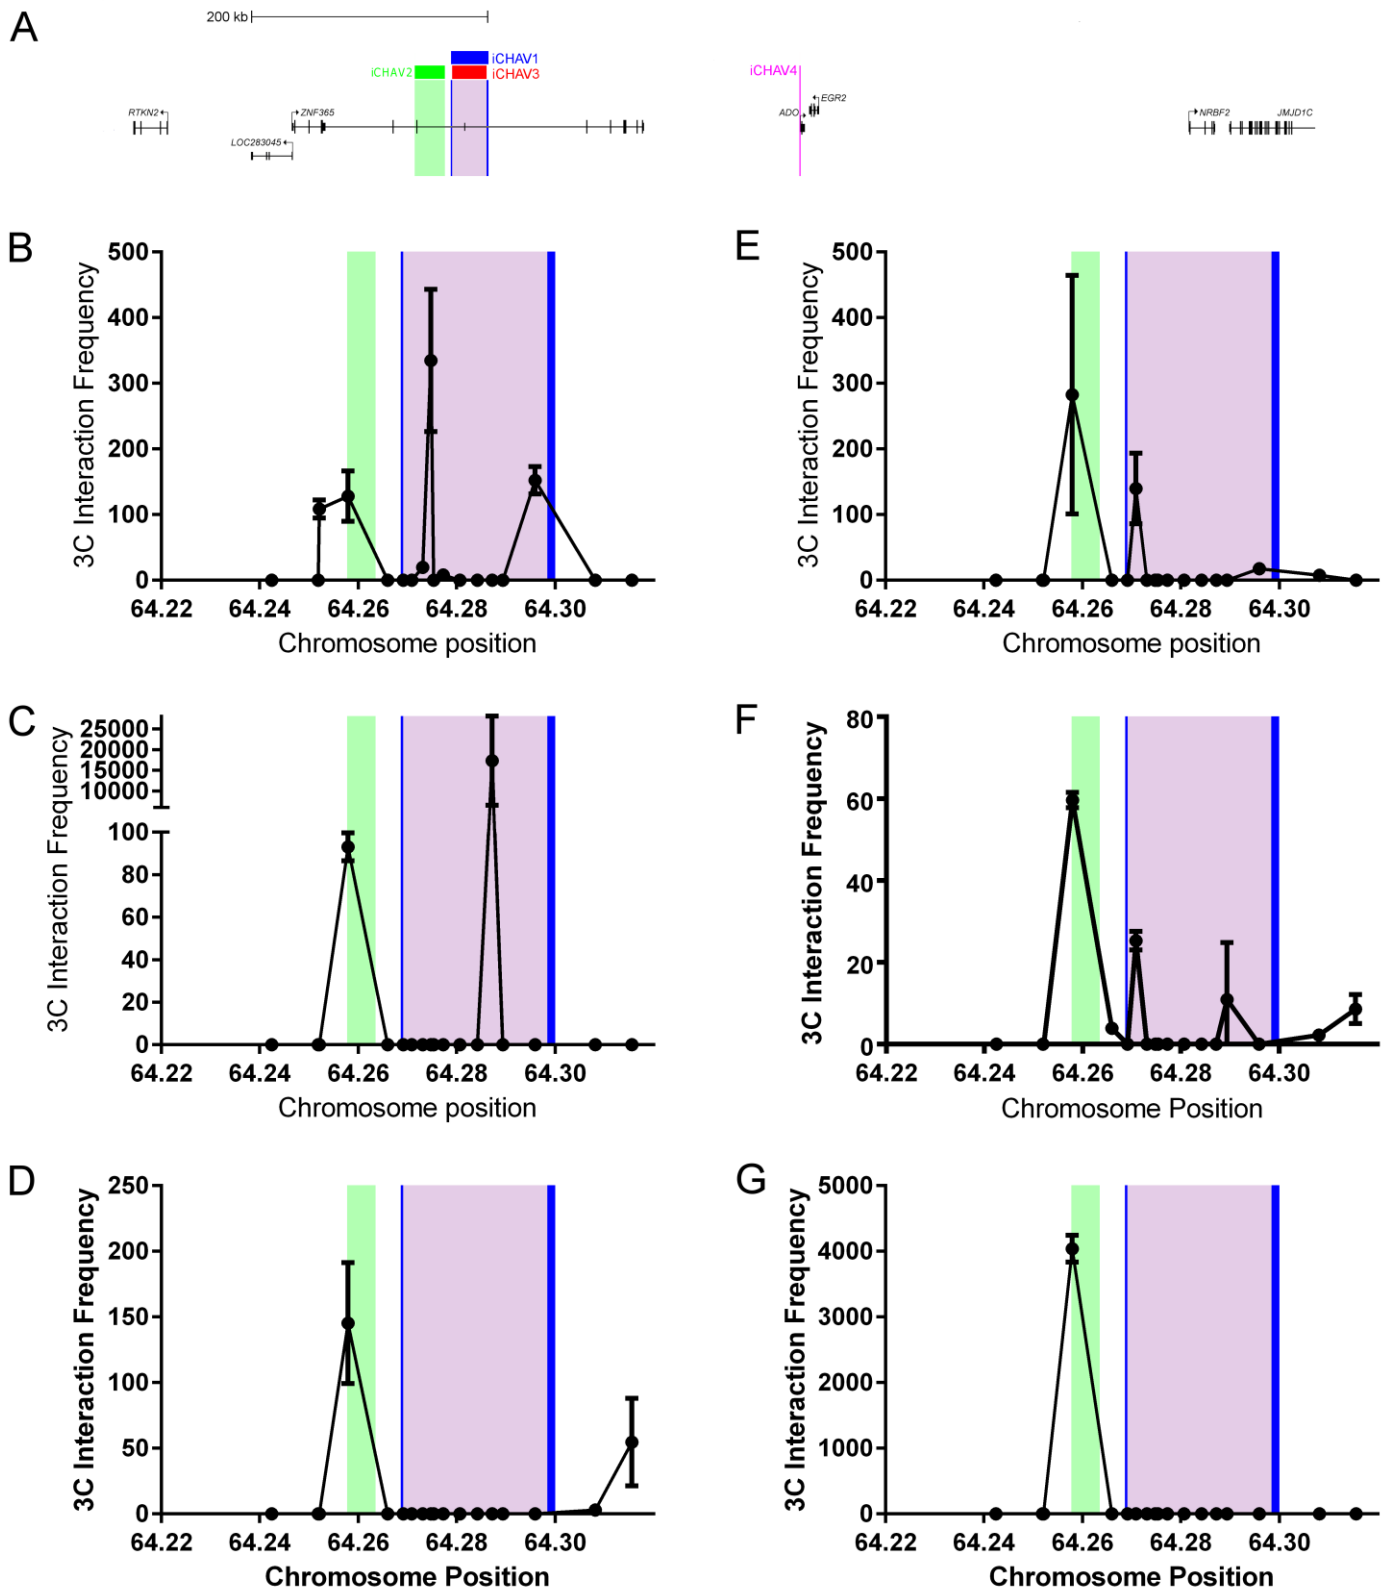 A
200 kb
iCHAV1
iCHAV2
iCHAV3
iCHAV4
RTKN2
ZNF365
LOC283045
ADO
EGR2
NRBF2
JMJD1C
B
3C Interaction Frequency
500
400
300
200
100
0
64.22 64.24 64.26 64.28 64.30
Chromosome position
E
3C Interaction Frequency
500
400
300
200
100
0
64.22 64.24 64.26 64.28 64.30
Chromosome position
C
3C Interaction Frequency
25000
20000
15000
10000
100
80
60
40
20
0
64.22 64.24 64.26 64.28 64.30
Chromosome position
F
3C Interaction Frequency
80
60
40
20
0
64.22 64.24 64.26 64.28 64.30
Chromosome Position
D
3C Interaction Frequency
250
200
150
100
50
0
64.22 64.24 64.26 64.28 64.30
Chromosome Position
G
3C Interaction Frequency
5000
4000
3000
2000
1000
0
64.22 64.24 64.26 64.28 64.30
Chromosome Position